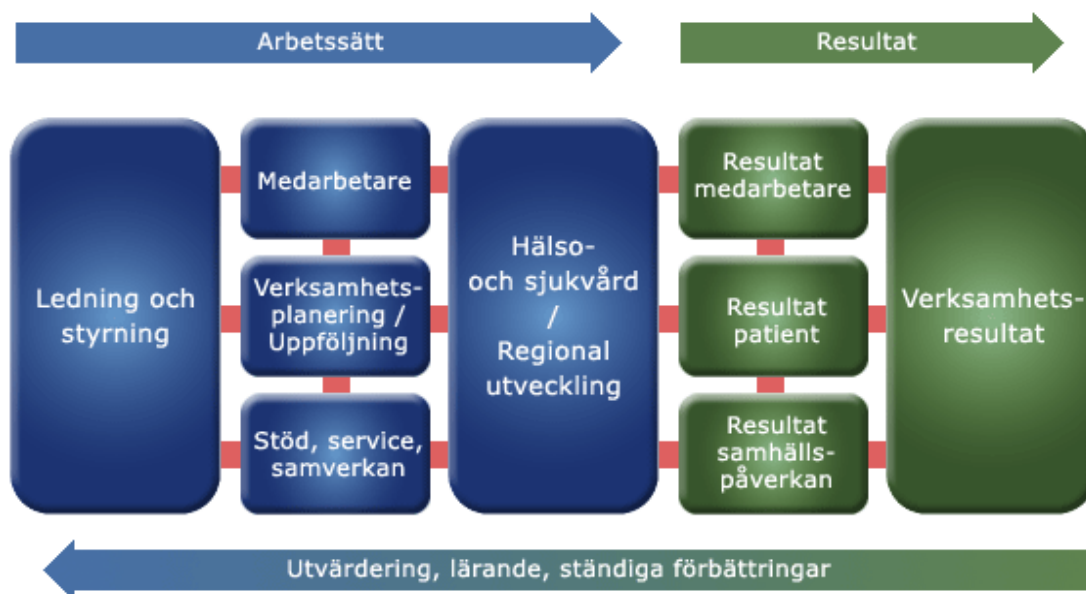 Arbetssätt
Resultat
Ledning och
styrning
Medarbetare
Verksamhets-
planering /
Uppföljning
Stöd, service,
samverkan
Hälso-
och sjukvård
/
Regional
utveckling
Resultat
medarbetare
Resultat
patient
Resultat
samhälls-
påverkan
Verksamhets-
resultat
Utvärdering, lärande, ständiga förbättringar